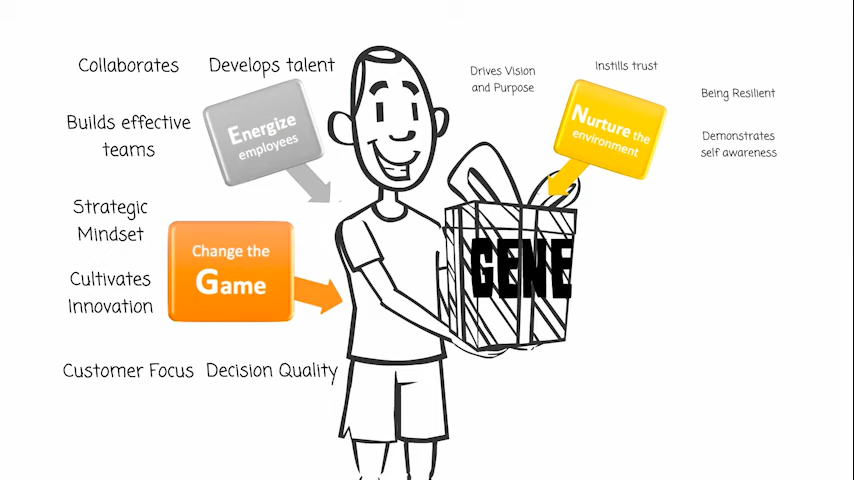 Collaborates
Develops talent
Builds effective
teams
Energize
employees
Strategic
Mindset
Change the
Game
Cultivates
Innovation
Customer Focus
Decision Quality
Drives Vision
and Purpose
Instills trust
Being Resilient
Nurture the
environment
Demonstrates
self awareness
GENE